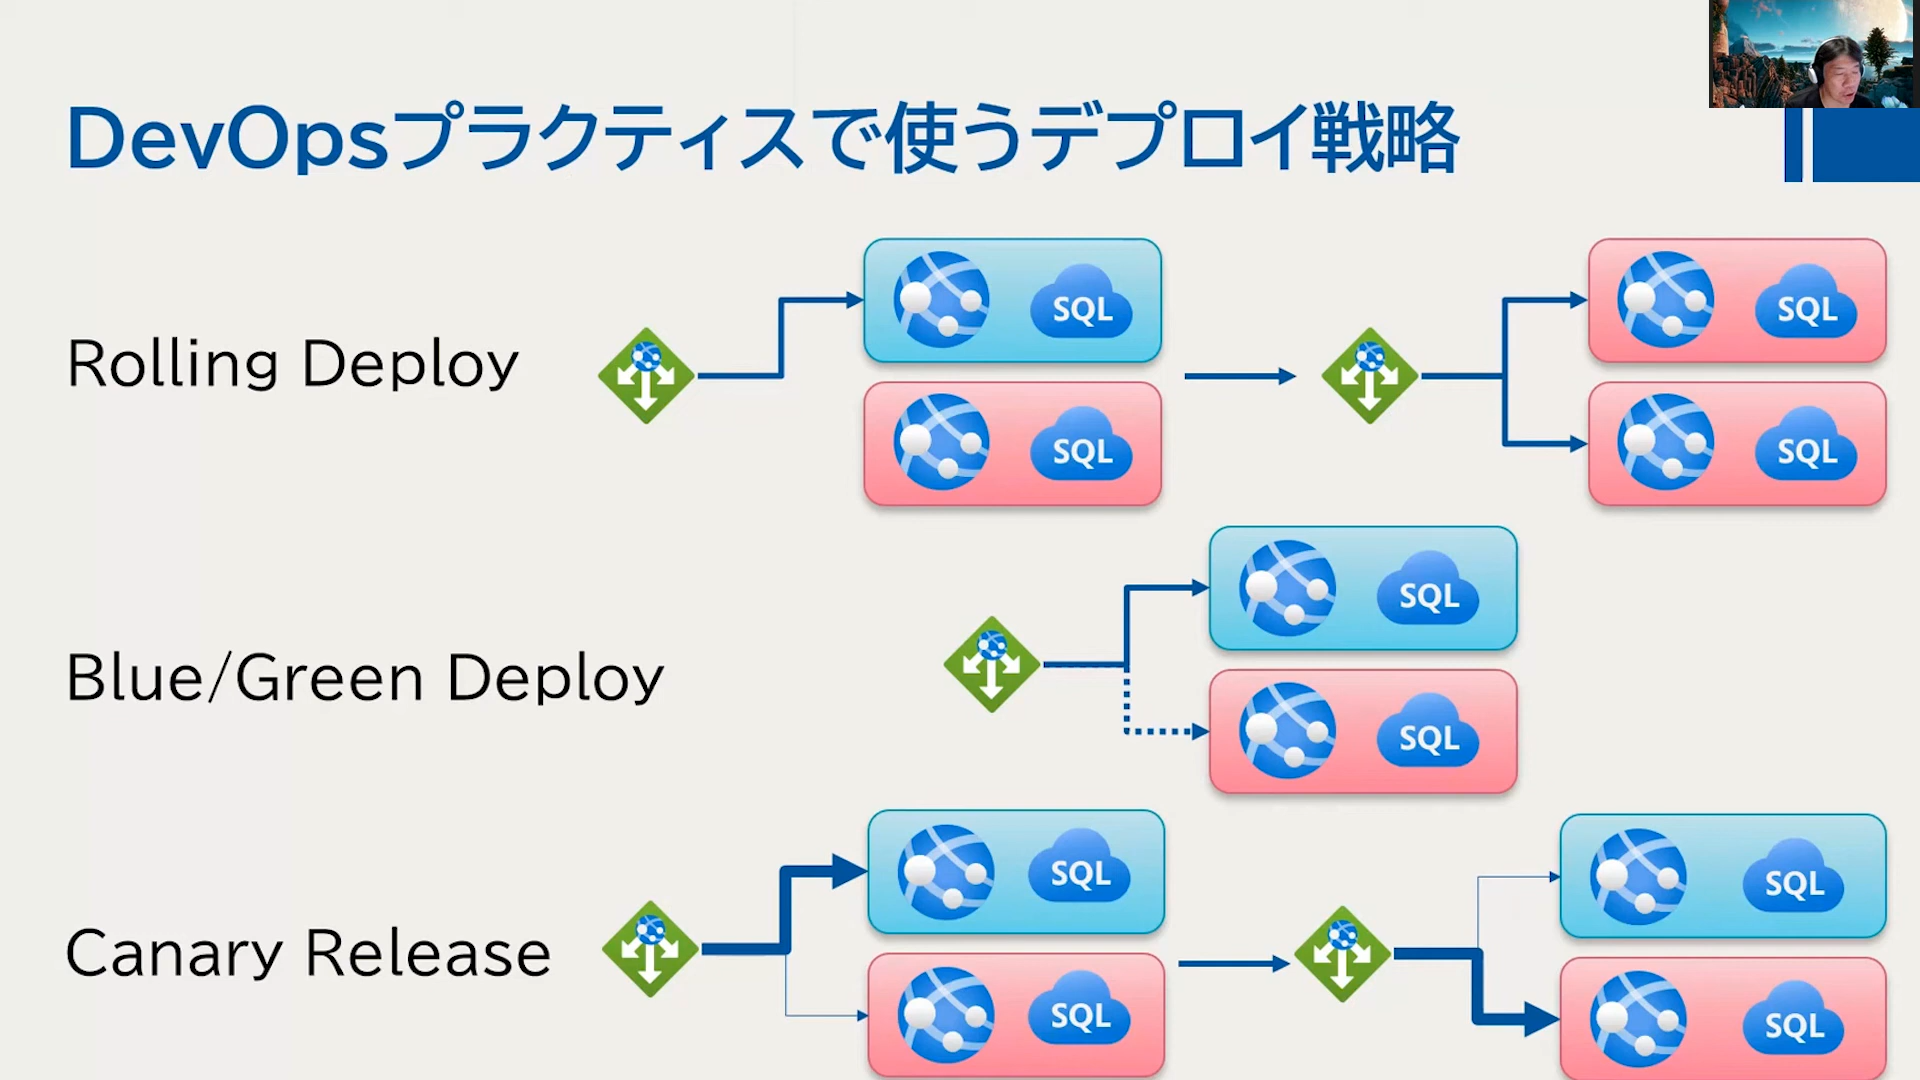 DevOpsプラクティスで使うデプロイ戦略
Rolling Deploy
SQL
SQL
SQL
SQL
Blue/Green Deploy
SQL
SQL
Canary Release
SQL
SQL
SQL
SQL